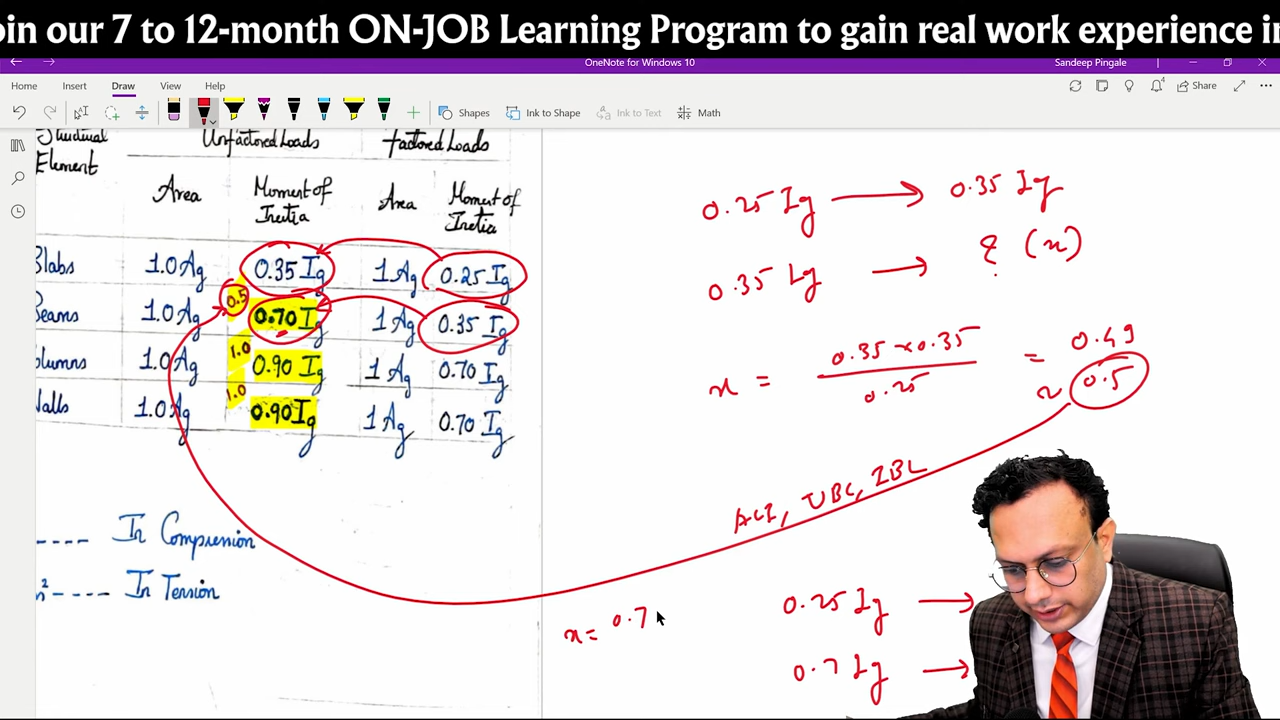 oin our 7 to 12-month ON-JOB Learning Program to gain real work experience i
OneNote for Windows 10
Sandeep Pingale
Home Insert Draw View Help
Share
Shapes Ink to Shape Ink to Text Math
Structural Element
Unfactored Loads
Factored Loads
Area
Moment of Inertia
Area
Moment of Inertia
Slabs 1.0Ag 0.35 Ig 1 Ag 0.25 Ig
Beams 1.0Ag 0.5 0.70 Ig 1 Ag 0.35 Ig
olumns 1.0Ag 1.0 0.90 Ig 1 Ag 0.70 Ig
Walls 1.0Ag 1.0 0.90Ig 1 Ag 0.70 Ig
---- In Compression
---- In Tension
0.25 Ig → 0.35 Ig
0.35 Ig → ? (x)
x = 0.35 x 0.35 / 0.25 = 0.49
≈ 0.5
ACI, UBC, IBC
0.25 Ig →
x = 0.7
0.7 Ig →